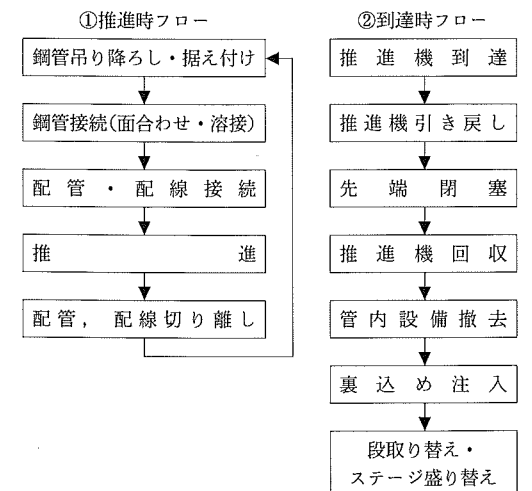 ①推進時フロー
鋼管吊り降ろし・据え付け
鋼管接続(面合わせ・溶接)
配管・配線接続
推進
配管，配線切り離し
②到達時フロー
推進機到達
推進機引き戻し
先端閉塞
推進機回収
管内設備撤去
裏込め注入
段取り替え・
ステージ盛り替え